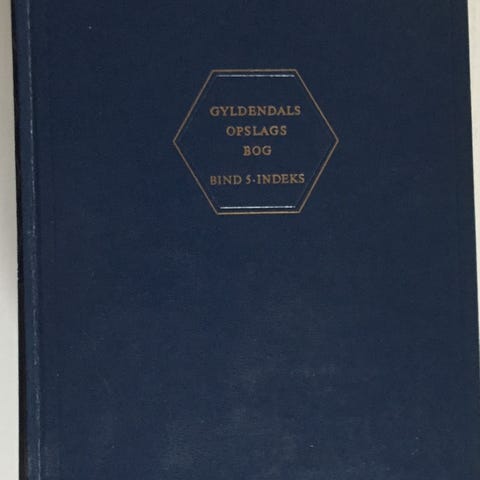 GYLDENDALS
OPSLAGS
BOG
BIND 5·INDEKS